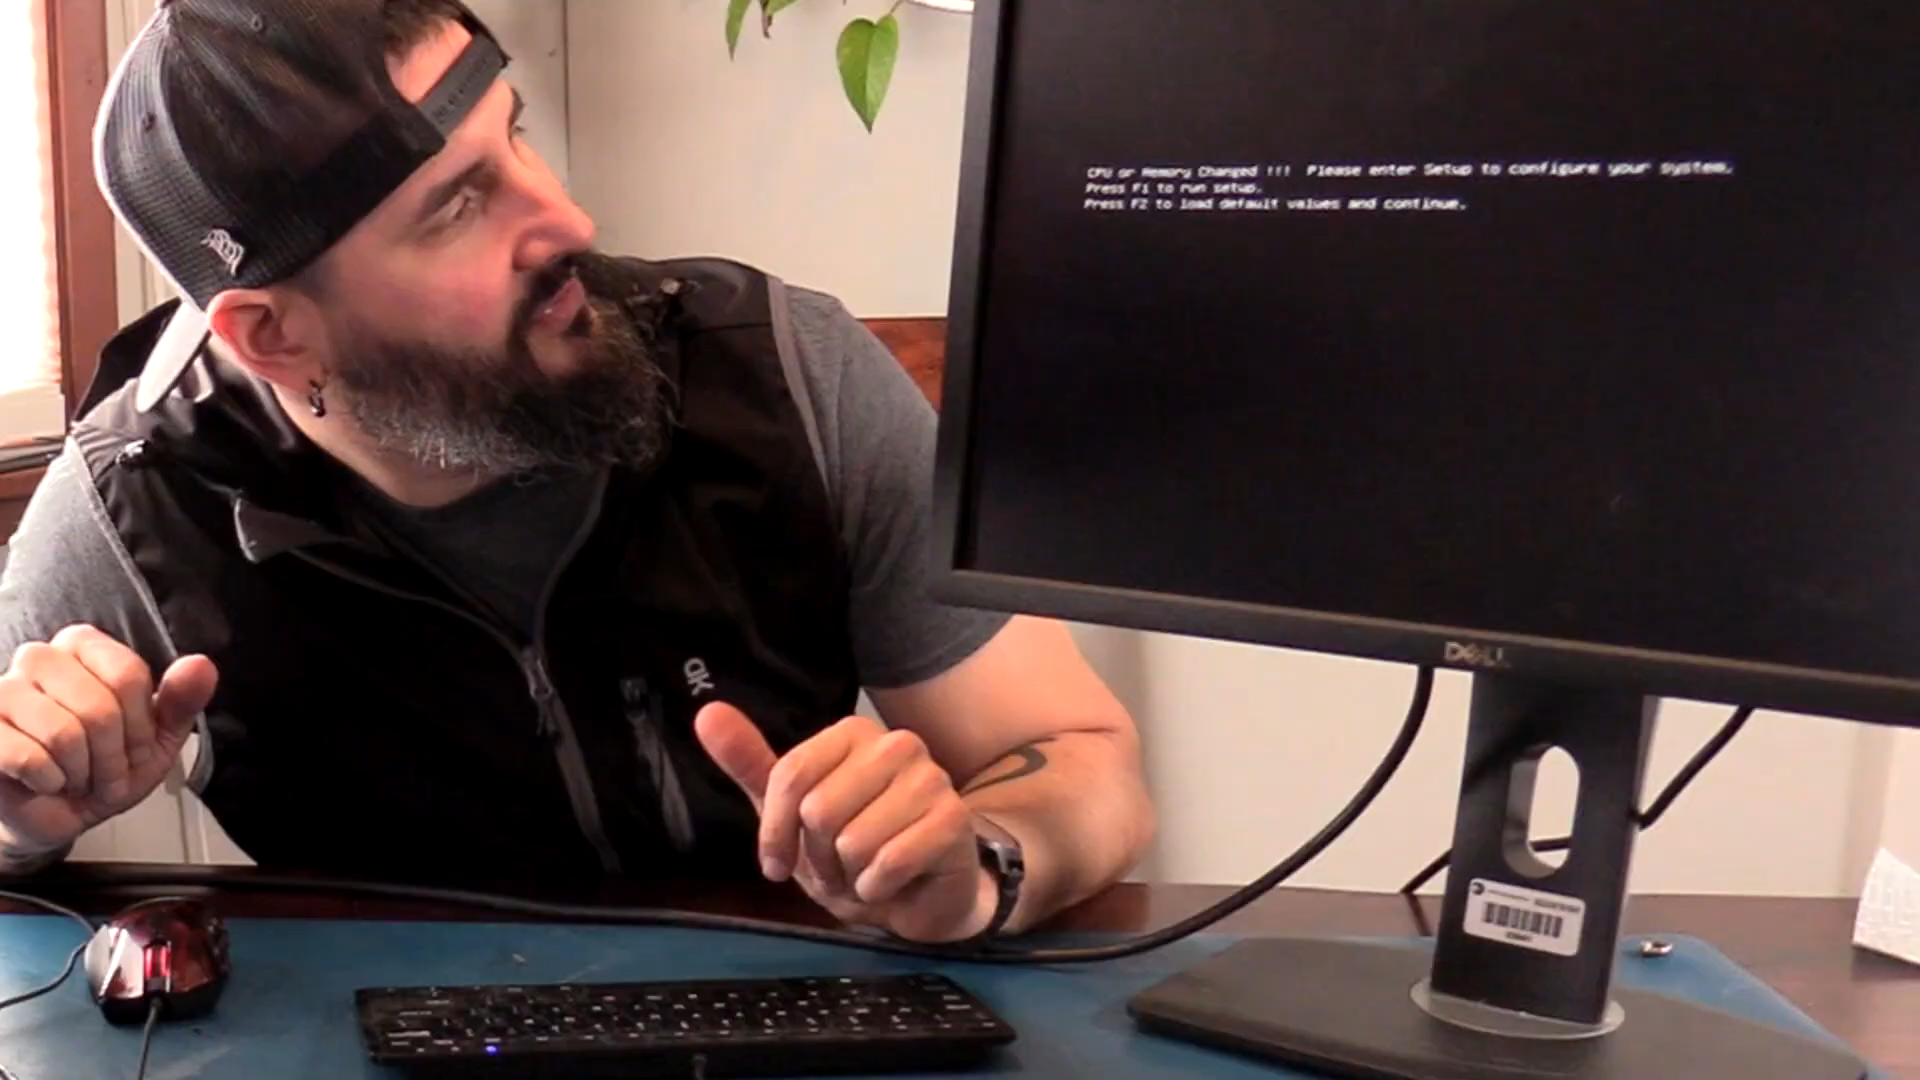 CPU or Memory Changed !!!  Please enter Setup to configure your system.
Press F1 to run setup.
Press F2 to load default values and continue.
DELL